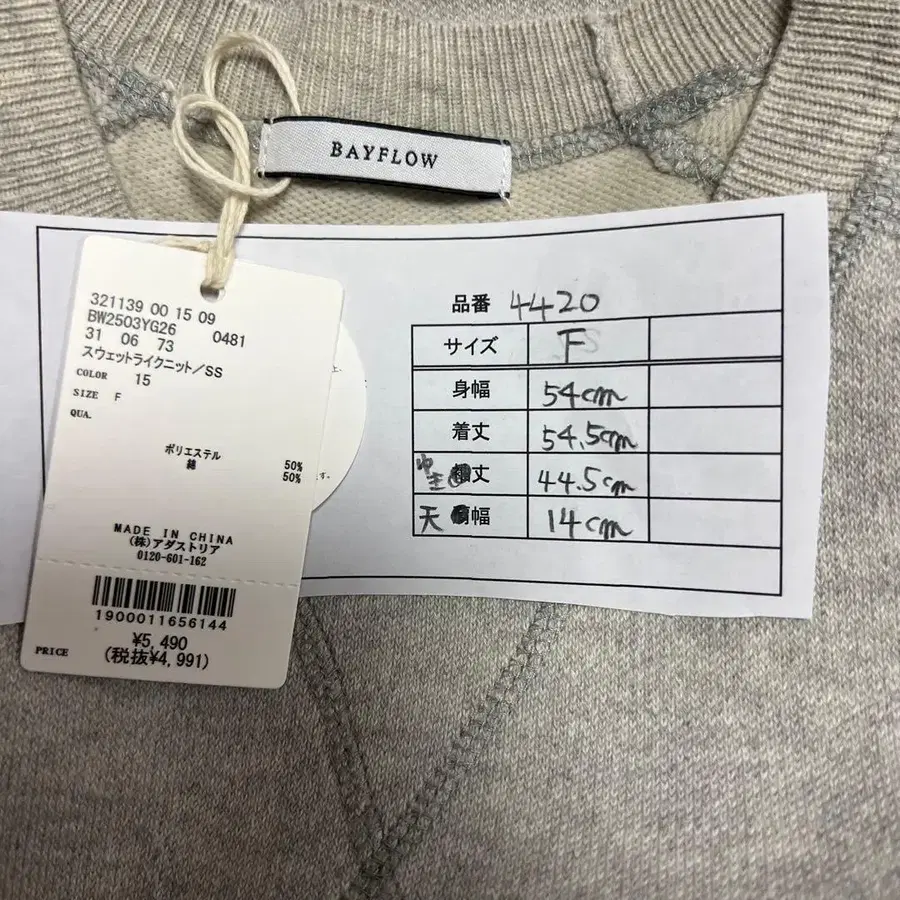 BAYFLOW
321139 00 15 09
BW2503YG26 0481
31 06 73
スウェットライクニット／SS
COLOR 15
SIZE F
QUA.
ポリエステル 50%
綿 50%
MADE IN CHINA
(株)アダストリア
0120-601-162
1900011656144
¥5,490
PRICE (税抜¥4,991)
品番 4420
サイズ F
身幅 54cm
着丈 54.5cm
ゆき丈 44.5cm
天幅 14cm